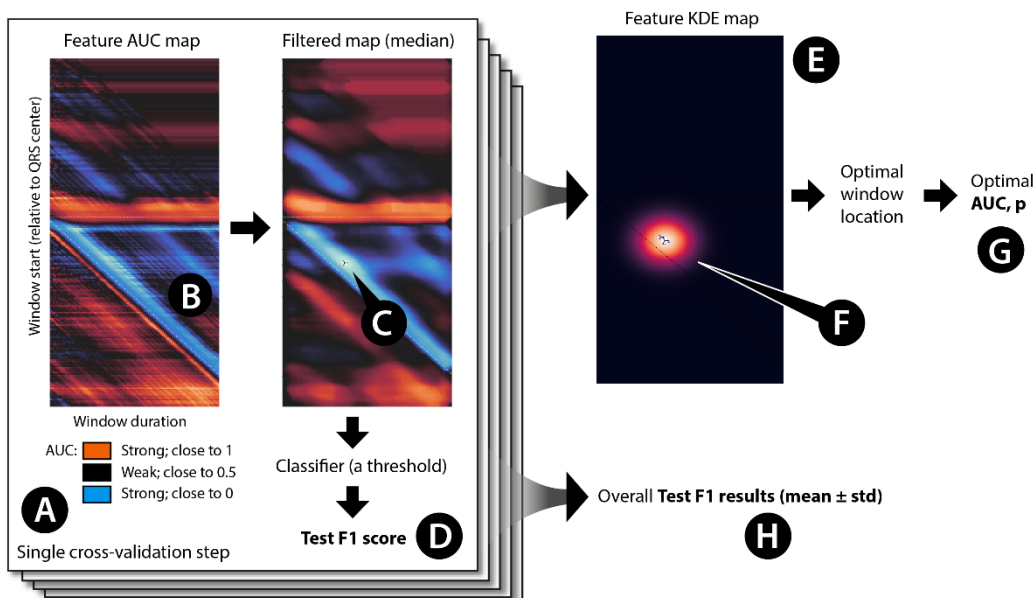 Feature AUC map
Filtered map (median)
Feature KDE map
E
Window start (relative to QRS center)
B
C
F
Optimal
window
location
Optimal
AUC, p
G
Window duration
AUC:
Strong; close to 1
Weak; close to 0.5
Strong; close to 0
A
Single cross-validation step
Classifier (a threshold)
Test F1 score
D
Overall Test F1 results (mean ± std)
H